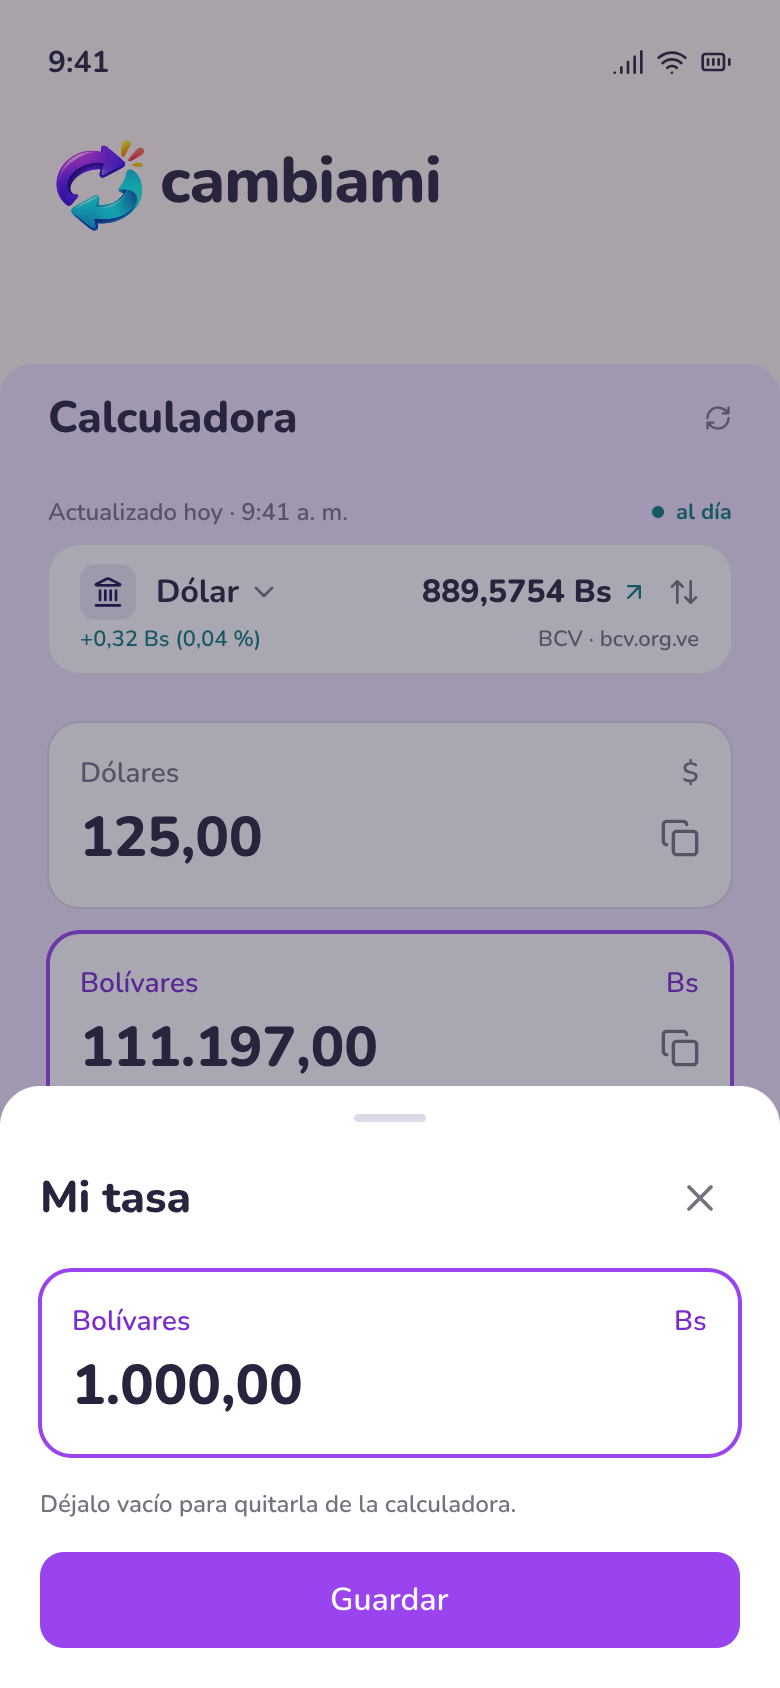 9:41
cambiami
Calculadora
Actualizado hoy · 9:41 a. m.
al día
Dólar
889,5754 Bs
+0,32 Bs (0,04 %)
BCV · bcv.org.ve
Dólares
$
125,00
Bolívares
Bs
111.197,00
Mi tasa
Bolívares
Bs
1.000,00
Déjalo vacío para quitarla de la calculadora.
Guardar